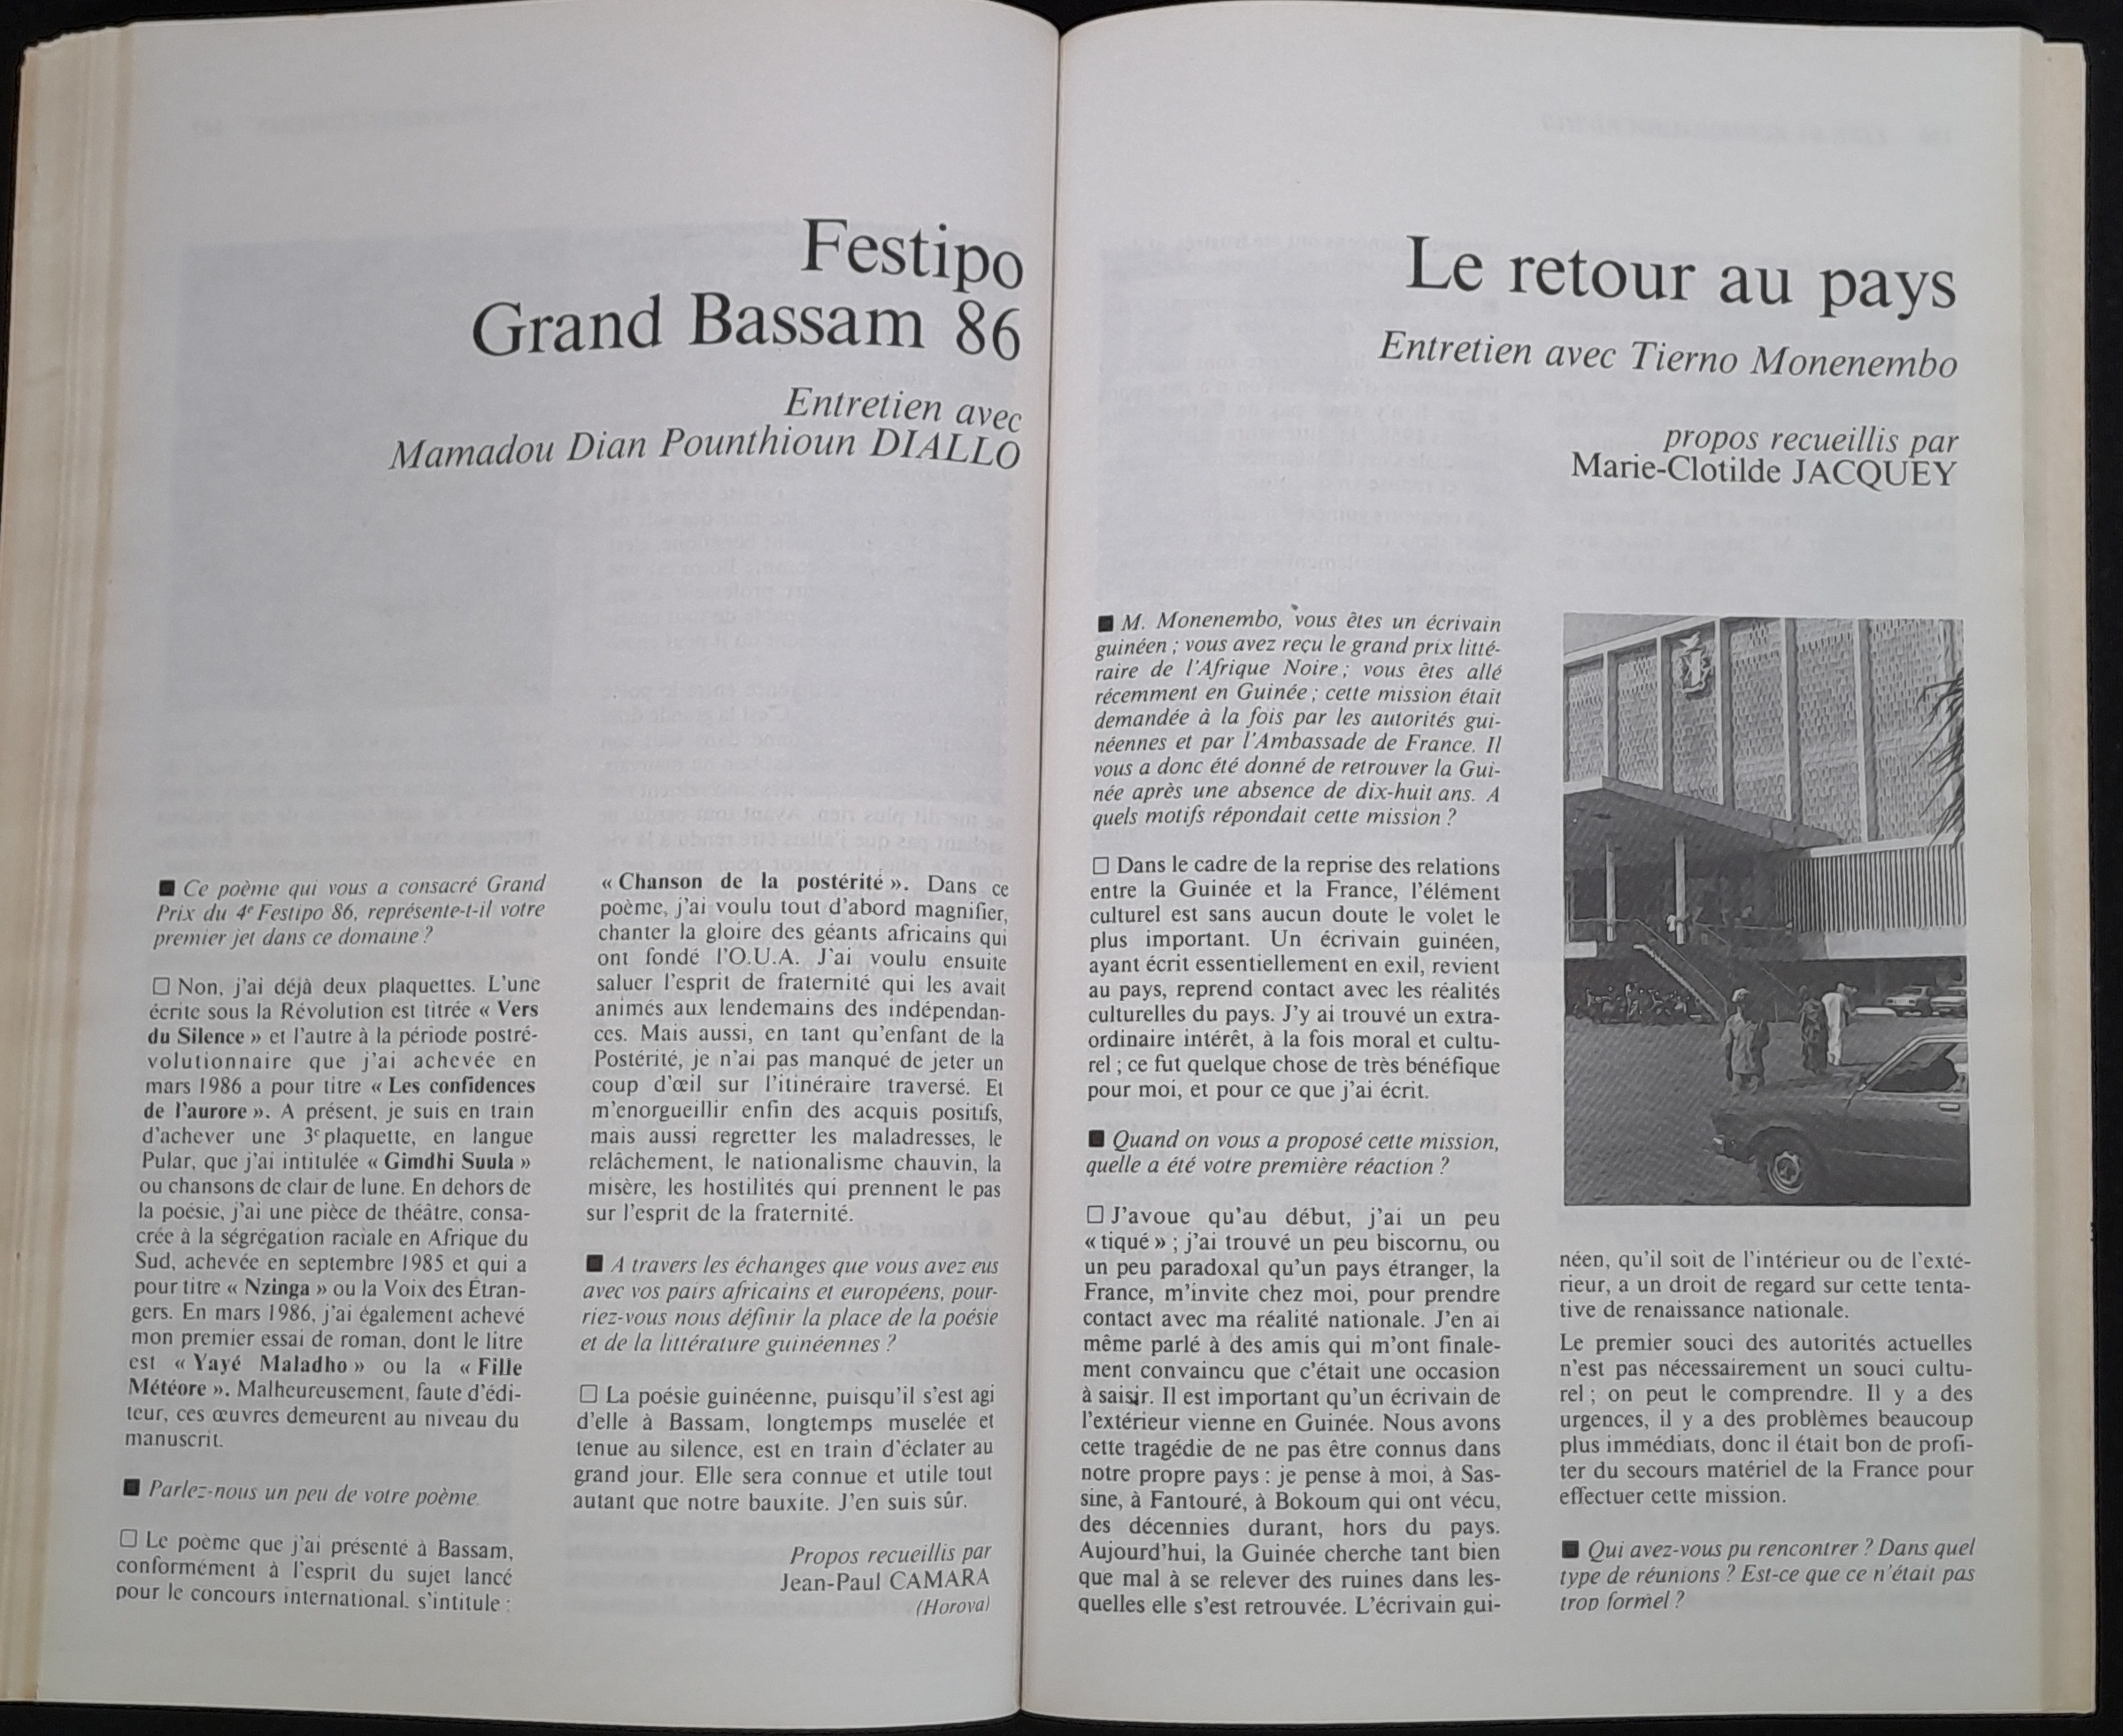 Festipo
Grand Bassam 86
Entretien avec
Mamadou Dian Pounthioun DIALLO
■ Ce poème qui vous a consacré Grand
Prix du 4e Festipo 86, représente-t-il votre
premier jet dans ce domaine ?
□ Non, j'ai déjà deux plaquettes. L'une
écrite sous la Révolution est titrée « Vers
du Silence » et l'autre à la période postré-
volutionnaire que j'ai achevée en
mars 1986 a pour titre « Les confidences
de l'aurore ». A présent, je suis en train
d'achever une 3e plaquette, en langue
Pular, que j'ai intitulée « Gimdhi Suula »
ou chansons de clair de lune. En dehors de
la poésie, j'ai une pièce de théâtre, consa-
crée à la ségrégation raciale en Afrique du
Sud, achevée en septembre 1985 et qui a
pour titre « Nzinga » ou la Voix des Étran-
gers. En mars 1986, j'ai également achevé
mon premier essai de roman, dont le litre
est « Yayé Maladho » ou la « Fille
Météore ». Malheureusement, faute d'édi-
teur, ces œuvres demeurent au niveau du
manuscrit.
■ Parlez-nous un peu de votre poème.
□ Le poème que j'ai présenté à Bassam,
conformément à l'esprit du sujet lancé
pour le concours international, s'intitule :
« Chanson de la postérité ». Dans ce
poème, j'ai voulu tout d'abord magnifier,
chanter la gloire des géants africains qui
ont fondé l'O.U.A. J'ai voulu ensuite
saluer l'esprit de fraternité qui les avait
animés aux lendemains des indépendan-
ces. Mais aussi, en tant qu'enfant de la
Postérité, je n'ai pas manqué de jeter un
coup d'œil sur l'itinéraire traversé. Et
m'enorgueillir enfin des acquis positifs,
mais aussi regretter les maladresses, le
relâchement, le nationalisme chauvin, la
misère, les hostilités qui prennent le pas
sur l'esprit de la fraternité.
■ A travers les échanges que vous avez eus
avec vos pairs africains et européens, pour-
riez-vous nous définir la place de la poésie
et de la littérature guinéennes ?
□ La poésie guinéenne, puisqu'il s'est agi
d'elle à Bassam, longtemps muselée et
tenue au silence, est en train d'éclater au
grand jour. Elle sera connue et utile tout
autant que notre bauxite. J'en suis sûr.
Propos recueillis par
Jean-Paul CAMARA
(Horoya)
Le retour au pays
Entretien avec Tierno Monenembo
propos recueillis par
Marie-Clotilde JACQUEY
■ M. Monenembo, vous êtes un écrivain
guinéen ; vous avez reçu le grand prix litté-
raire de l'Afrique Noire ; vous êtes allé
récemment en Guinée ; cette mission était
demandée à la fois par les autorités gui-
néennes et par l'Ambassade de France. Il
vous a donc été donné de retrouver la Gui-
née après une absence de dix-huit ans. A
quels motifs répondait cette mission ?
□ Dans le cadre de la reprise des relations
entre la Guinée et la France, l'élément
culturel est sans aucun doute le volet le
plus important. Un écrivain guinéen,
ayant écrit essentiellement en exil, revient
au pays, reprend contact avec les réalités
culturelles du pays. J'y ai trouvé un extra-
ordinaire intérêt, à la fois moral et cultu-
rel ; ce fut quelque chose de très bénéfique
pour moi, et pour ce que j'ai écrit.
■ Quand on vous a proposé cette mission,
quelle a été votre première réaction ?
□ J'avoue qu'au début, j'ai un peu
« tiqué » ; j'ai trouvé un peu biscornu, ou
un peu paradoxal qu'un pays étranger, la
France, m'invite chez moi, pour prendre
contact avec ma réalité nationale. J'en ai
même parlé à des amis qui m'ont finale-
ment convaincu que c'était une occasion
à saisir. Il est important qu'un écrivain de
l'extérieur vienne en Guinée. Nous avons
cette tragédie de ne pas être connus dans
notre propre pays : je pense à moi, à Sas-
sine, à Fantouré, à Bokoum qui ont vécu,
des décennies durant, hors du pays.
Aujourd'hui, la Guinée cherche tant bien
que mal à se relever des ruines dans les-
quelles elle s'est retrouvée. L'écrivain gui-
néen, qu'il soit de l'intérieur ou de l'exté-
rieur, a un droit de regard sur cette tenta-
tive de renaissance nationale.
Le premier souci des autorités actuelles
n'est pas nécessairement un souci cultu-
rel ; on peut le comprendre. Il y a des
urgences, il y a des problèmes beaucoup
plus immédiats, donc il était bon de profi-
ter du secours matériel de la France pour
effectuer cette mission.
■ Qui avez-vous pu rencontrer ? Dans quel
type de réunions ? Est-ce que ce n'était pas
trop formel ?